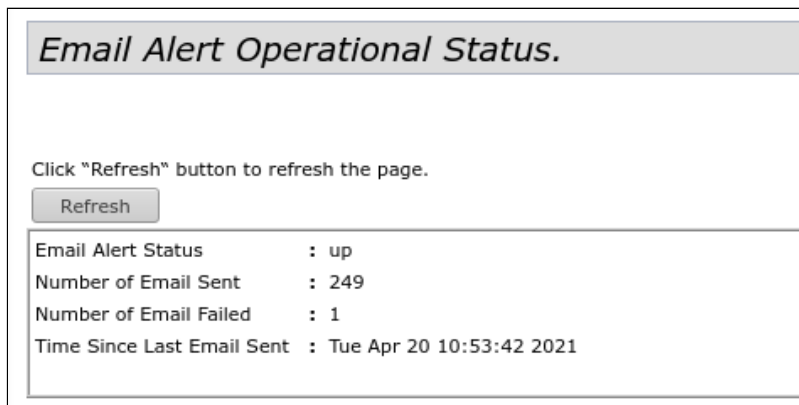 Email Alert Operational Status.
Click "Refresh" button to refresh the page.
Refresh
Email Alert Status : up
Number of Email Sent : 249
Number of Email Failed : 1
Time Since Last Email Sent : Tue Apr 20 10:53:42 2021